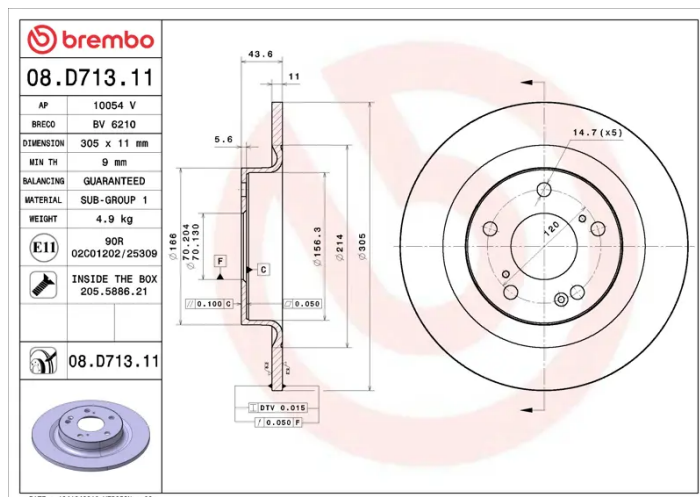 brembo
08.D713.11
AP 10054 V
BRECO BV 6210
DIMENSION 305 x 11 mm
MIN TH 9 mm
BALANCING GUARANTEED
MATERIAL SUB-GROUP 1
WEIGHT 4.9 kg
E11 90R
02C01202/25309
INSIDE THE BOX
205.5886.21
08.D713.11
43.6
11
5.6
14.7(x5)
120
Ø166
Ø70.204
Ø70.130
F
C
Ø156.3
Ø214
Ø305
0.100 C
0.050
DTV 0.015
0.050 F